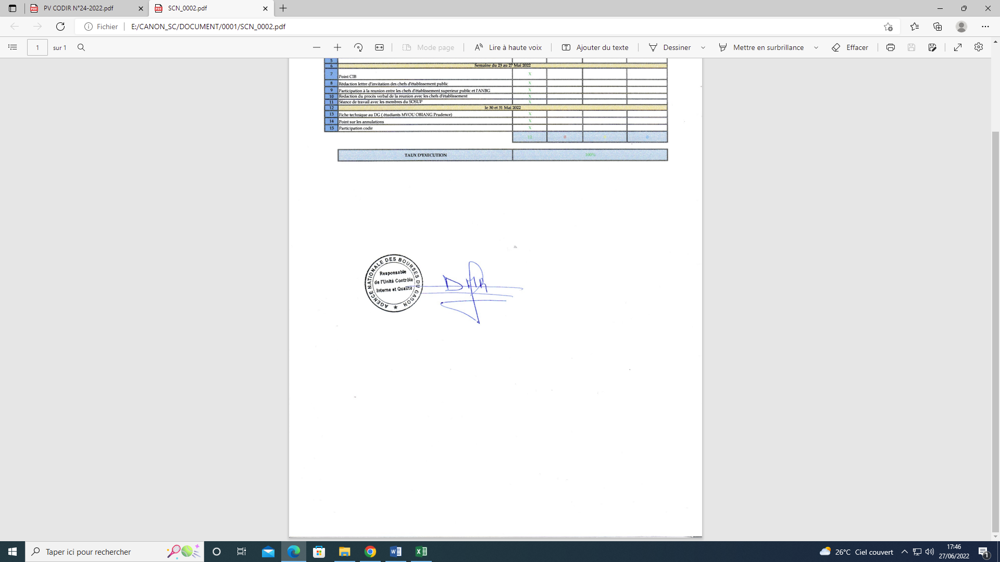 PV CODIR N°24-2022.pdf
SCN_0002.pdf
Fichier
E:/CANON_SC/DOCUMENT/0001/SCN_0002.pdf
1 sur 1
Mode page
Lire à haute voix
Ajouter du texte
Dessiner
Mettre en surbrillance
Effacer
5
6 Semaine du 23 au 27 Mai 2022
7 Point CIB X
8 Rédaction lettre d'invitation des chefs d'établissement public X
9 Participation à la reunion entre les chefs d'établissement superieur public et l'ANBG X
10 Redaction du procès verbal de la reunion avec les chefs d'établissement X
11 Séance de travail avec les membres du SOSUP X
12 le 30 et 31 Mai 2022
13 Fiche technique au DG ( étudiants MVOU OBIANG Prudence) X
14 Point sur les annulations X
15 Participation codir X
12 0 0
TAUX D'EXECUTION 100%
AGENCE NATIONALE DES BOURSES DU GABON
Responsable
de l'Unité Contrôle
Interne et Qualité
Taper ici pour rechercher
26°C Ciel couvert
17:46
27/06/2022
1